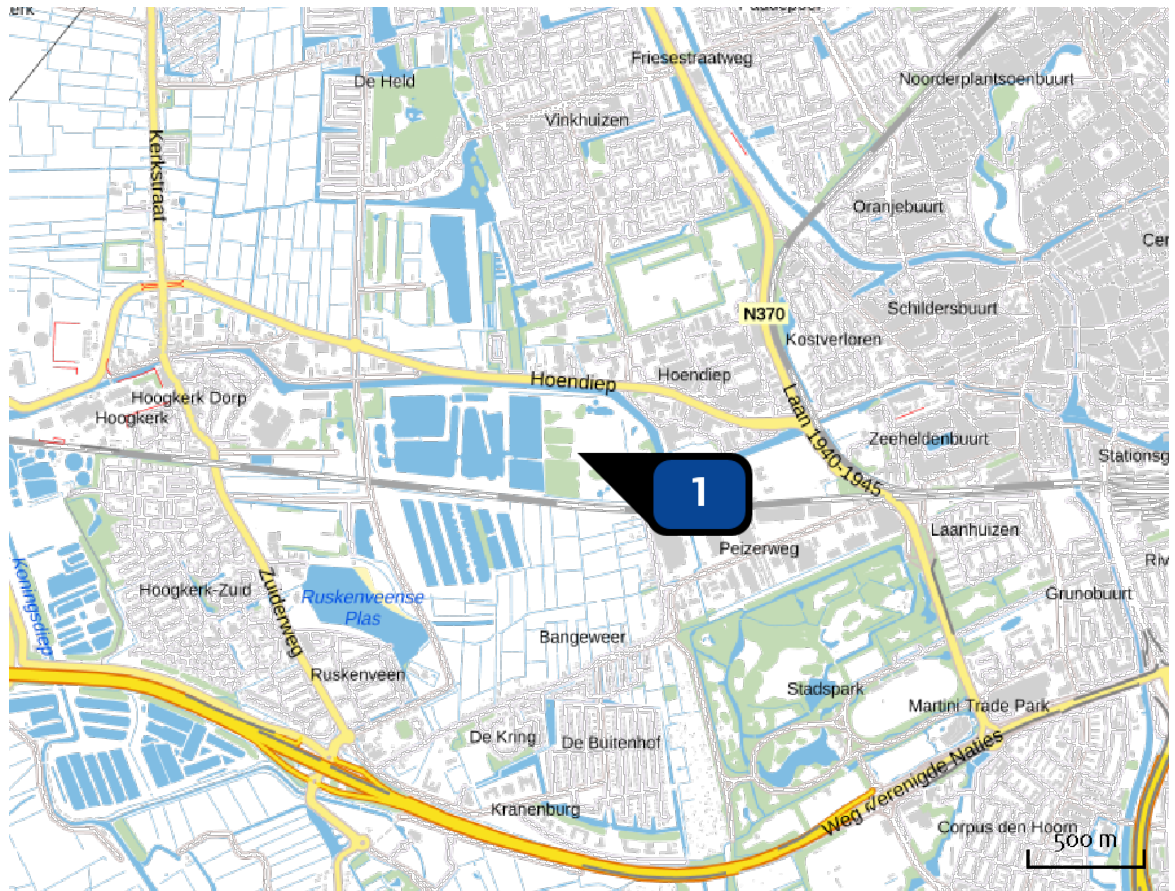 De Held
Friesestraatweg
Noorderplantsoenbuurt
Vinkhuizen
Kerkstraat
Oranjebuurt
N370
Schildersbuurt
Kostverloren
Hoendiep
Hoendiep
Hoogkerk Dorp
Hoogkerk
Laan 1940-1945
Zeeheldenbuurt
Stationsg
1
Laanhuizen
Peizerweg
Koningsdiep
Hoogkerk-Zuid
Zuiderweg
Ruskenveense
Plas
Grunobuurt
Bangeweer
Ruskenveen
Stadspark
Martini Trade Park
De Kring
De Buitenhof
Weg der Verenigde Naties
Kranenburg
Corpus den Hoorn
500 m